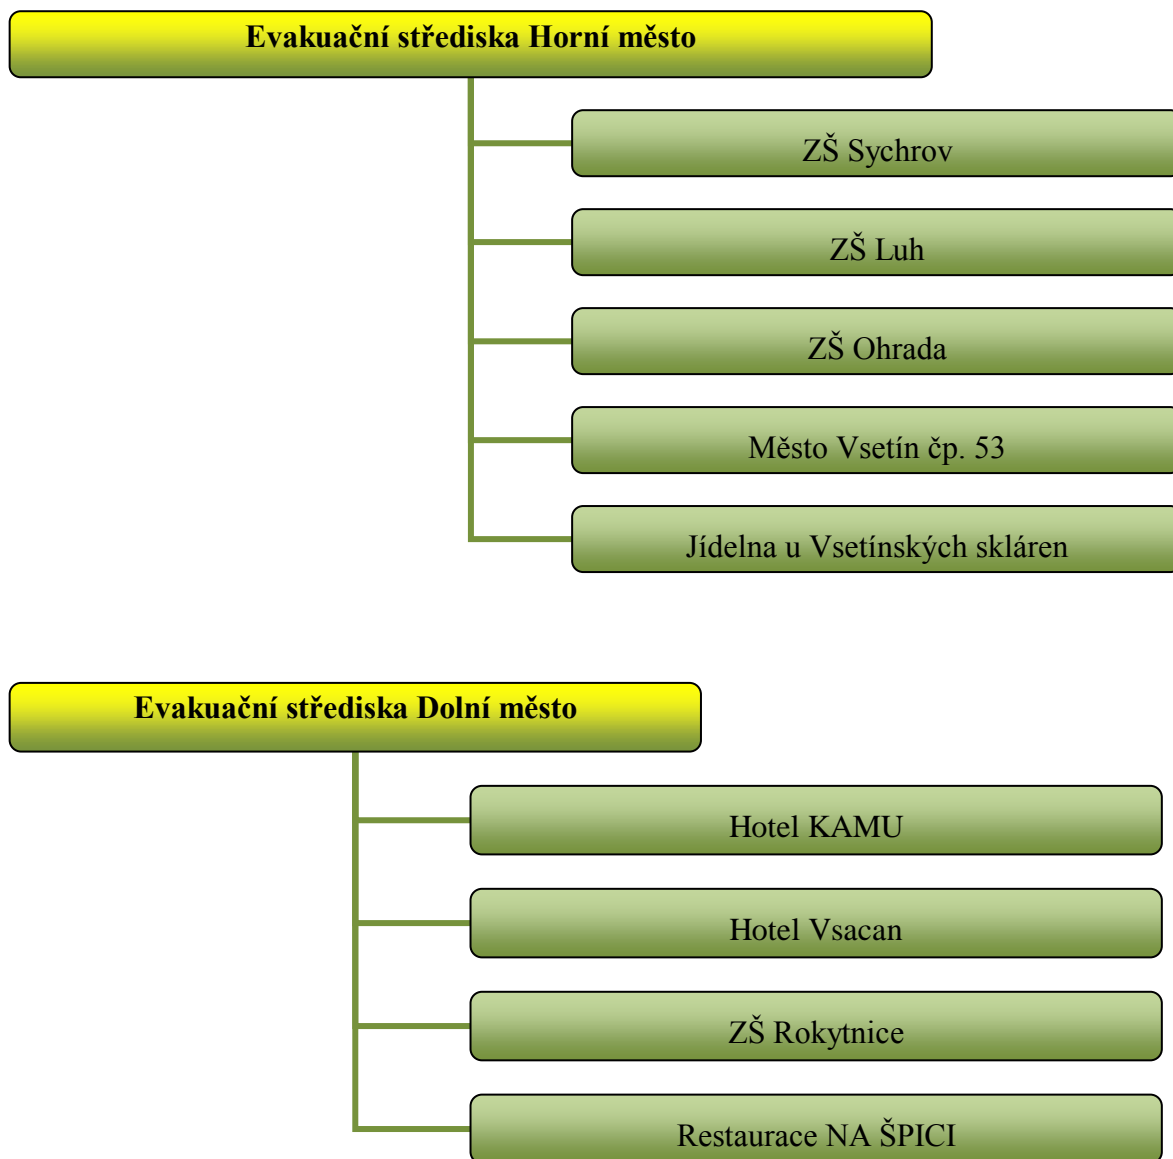 Evakuační střediska Horní město
ZŠ Sychrov
ZŠ Luh
ZŠ Ohrada
Město Vsetín čp. 53
Jídelna u Vsetínských skláren
Evakuační střediska Dolní město
Hotel KAMU
Hotel Vsacan
ZŠ Rokytnice
Restaurace NA ŠPICI